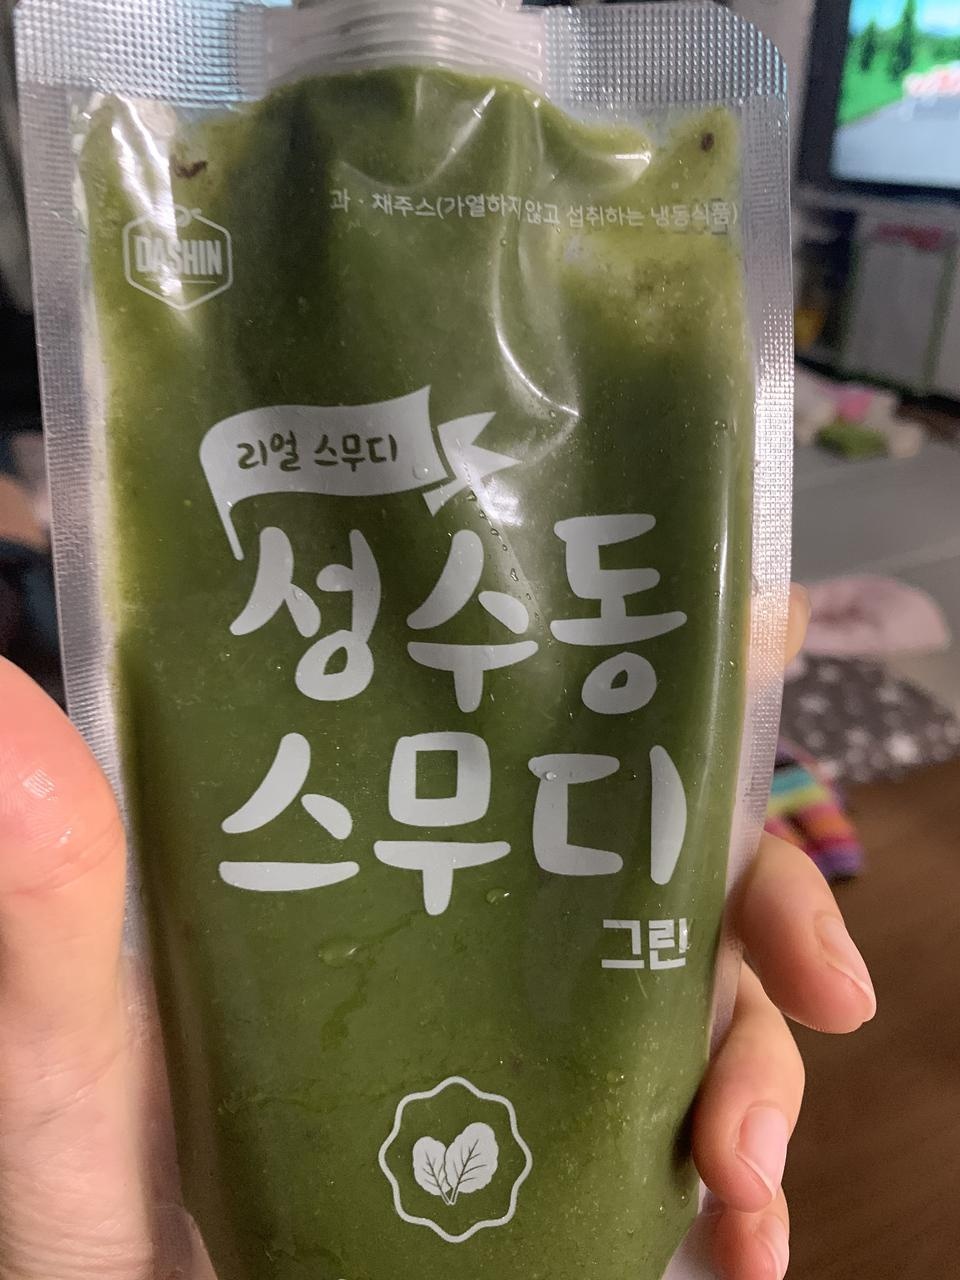 과·채주스(가열하지않고 섭취하는 냉동식품)
DASHIN
리얼 스무디
성수동
스무디
그린